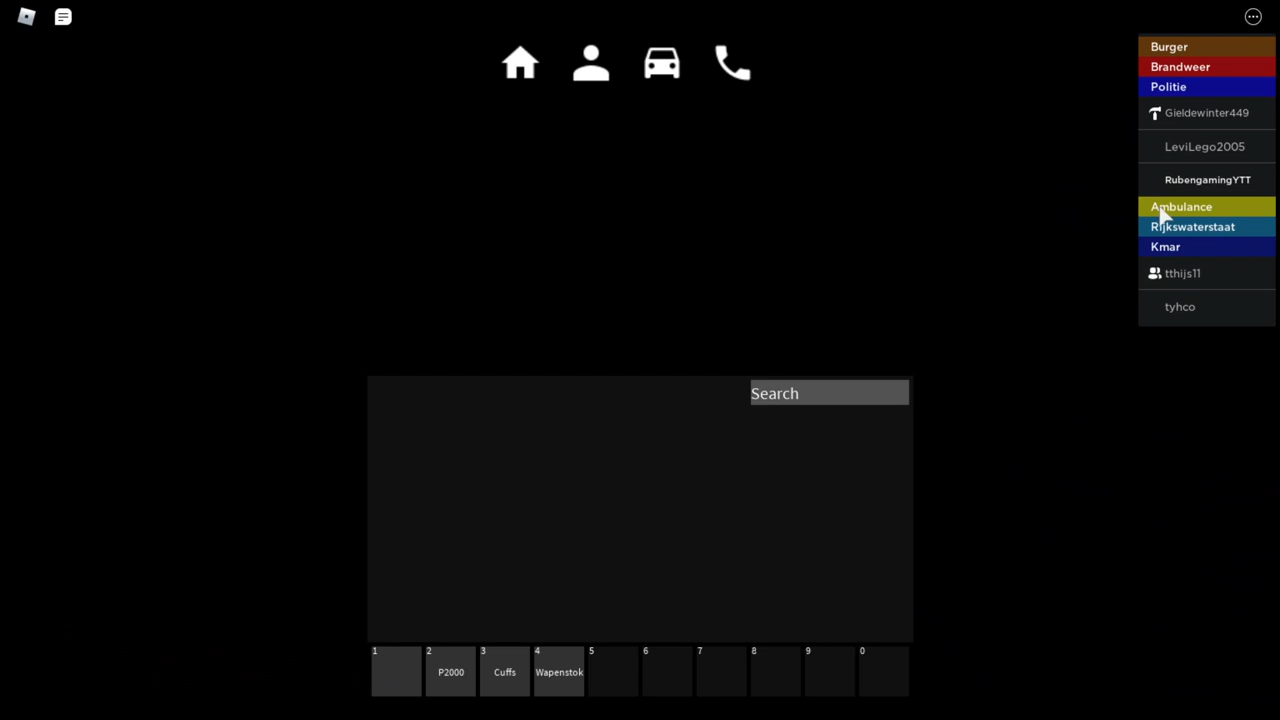 Burger
Brandweer
Politie
Gieldewinter449
LeviLego2005
RubengamingYTT
Ambulance
Rijkswaterstaat
Kmar
tthijs11
tyhco
Search
1 2 3 4 5 6 7 8 9 0
P2000 Cuffs Wapenstok